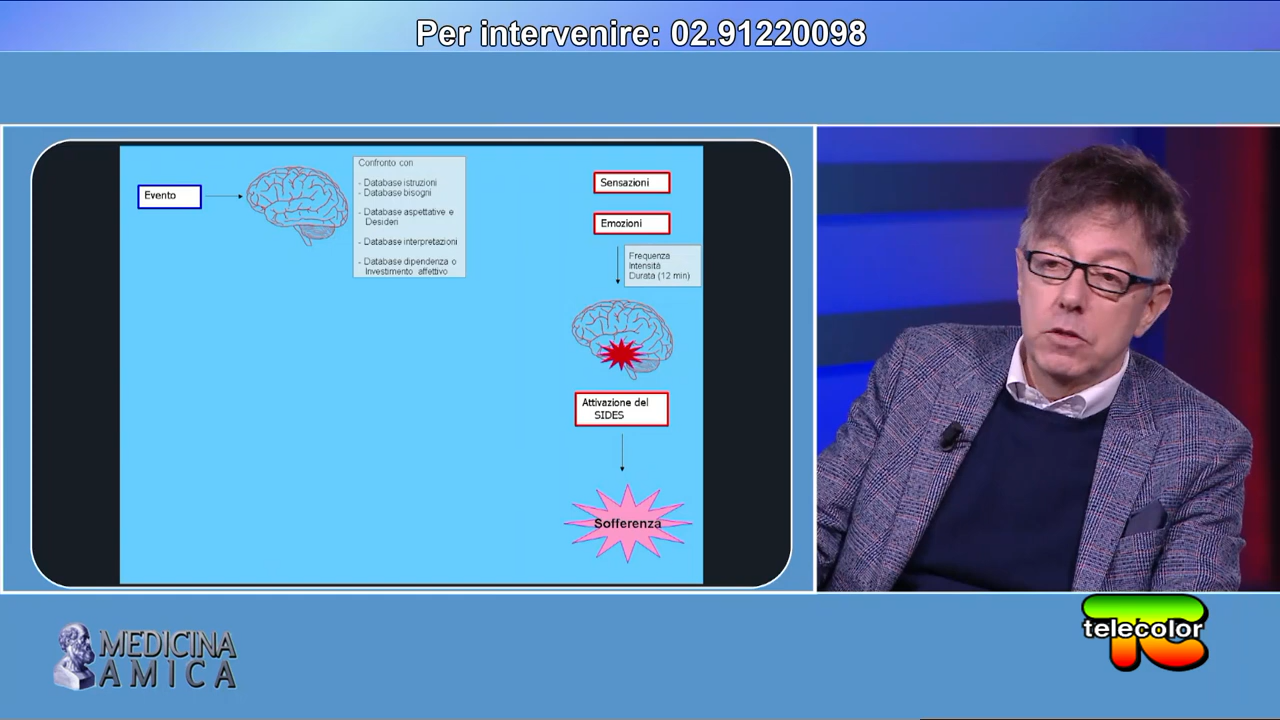 Per intervenire: 02.91220098
Evento
Confronto con
- Database istruzioni
- Database bisogni
- Database aspettative e
Desideri
- Database interpretazioni
- Database dipendenza o
Investimento affettivo
Sensazioni
Emozioni
Frequenza
Intensità
Durata (12 min)
Attivazione del
SIDES
Sofferenza
MEDICINA
AMICA
telecolor
TC